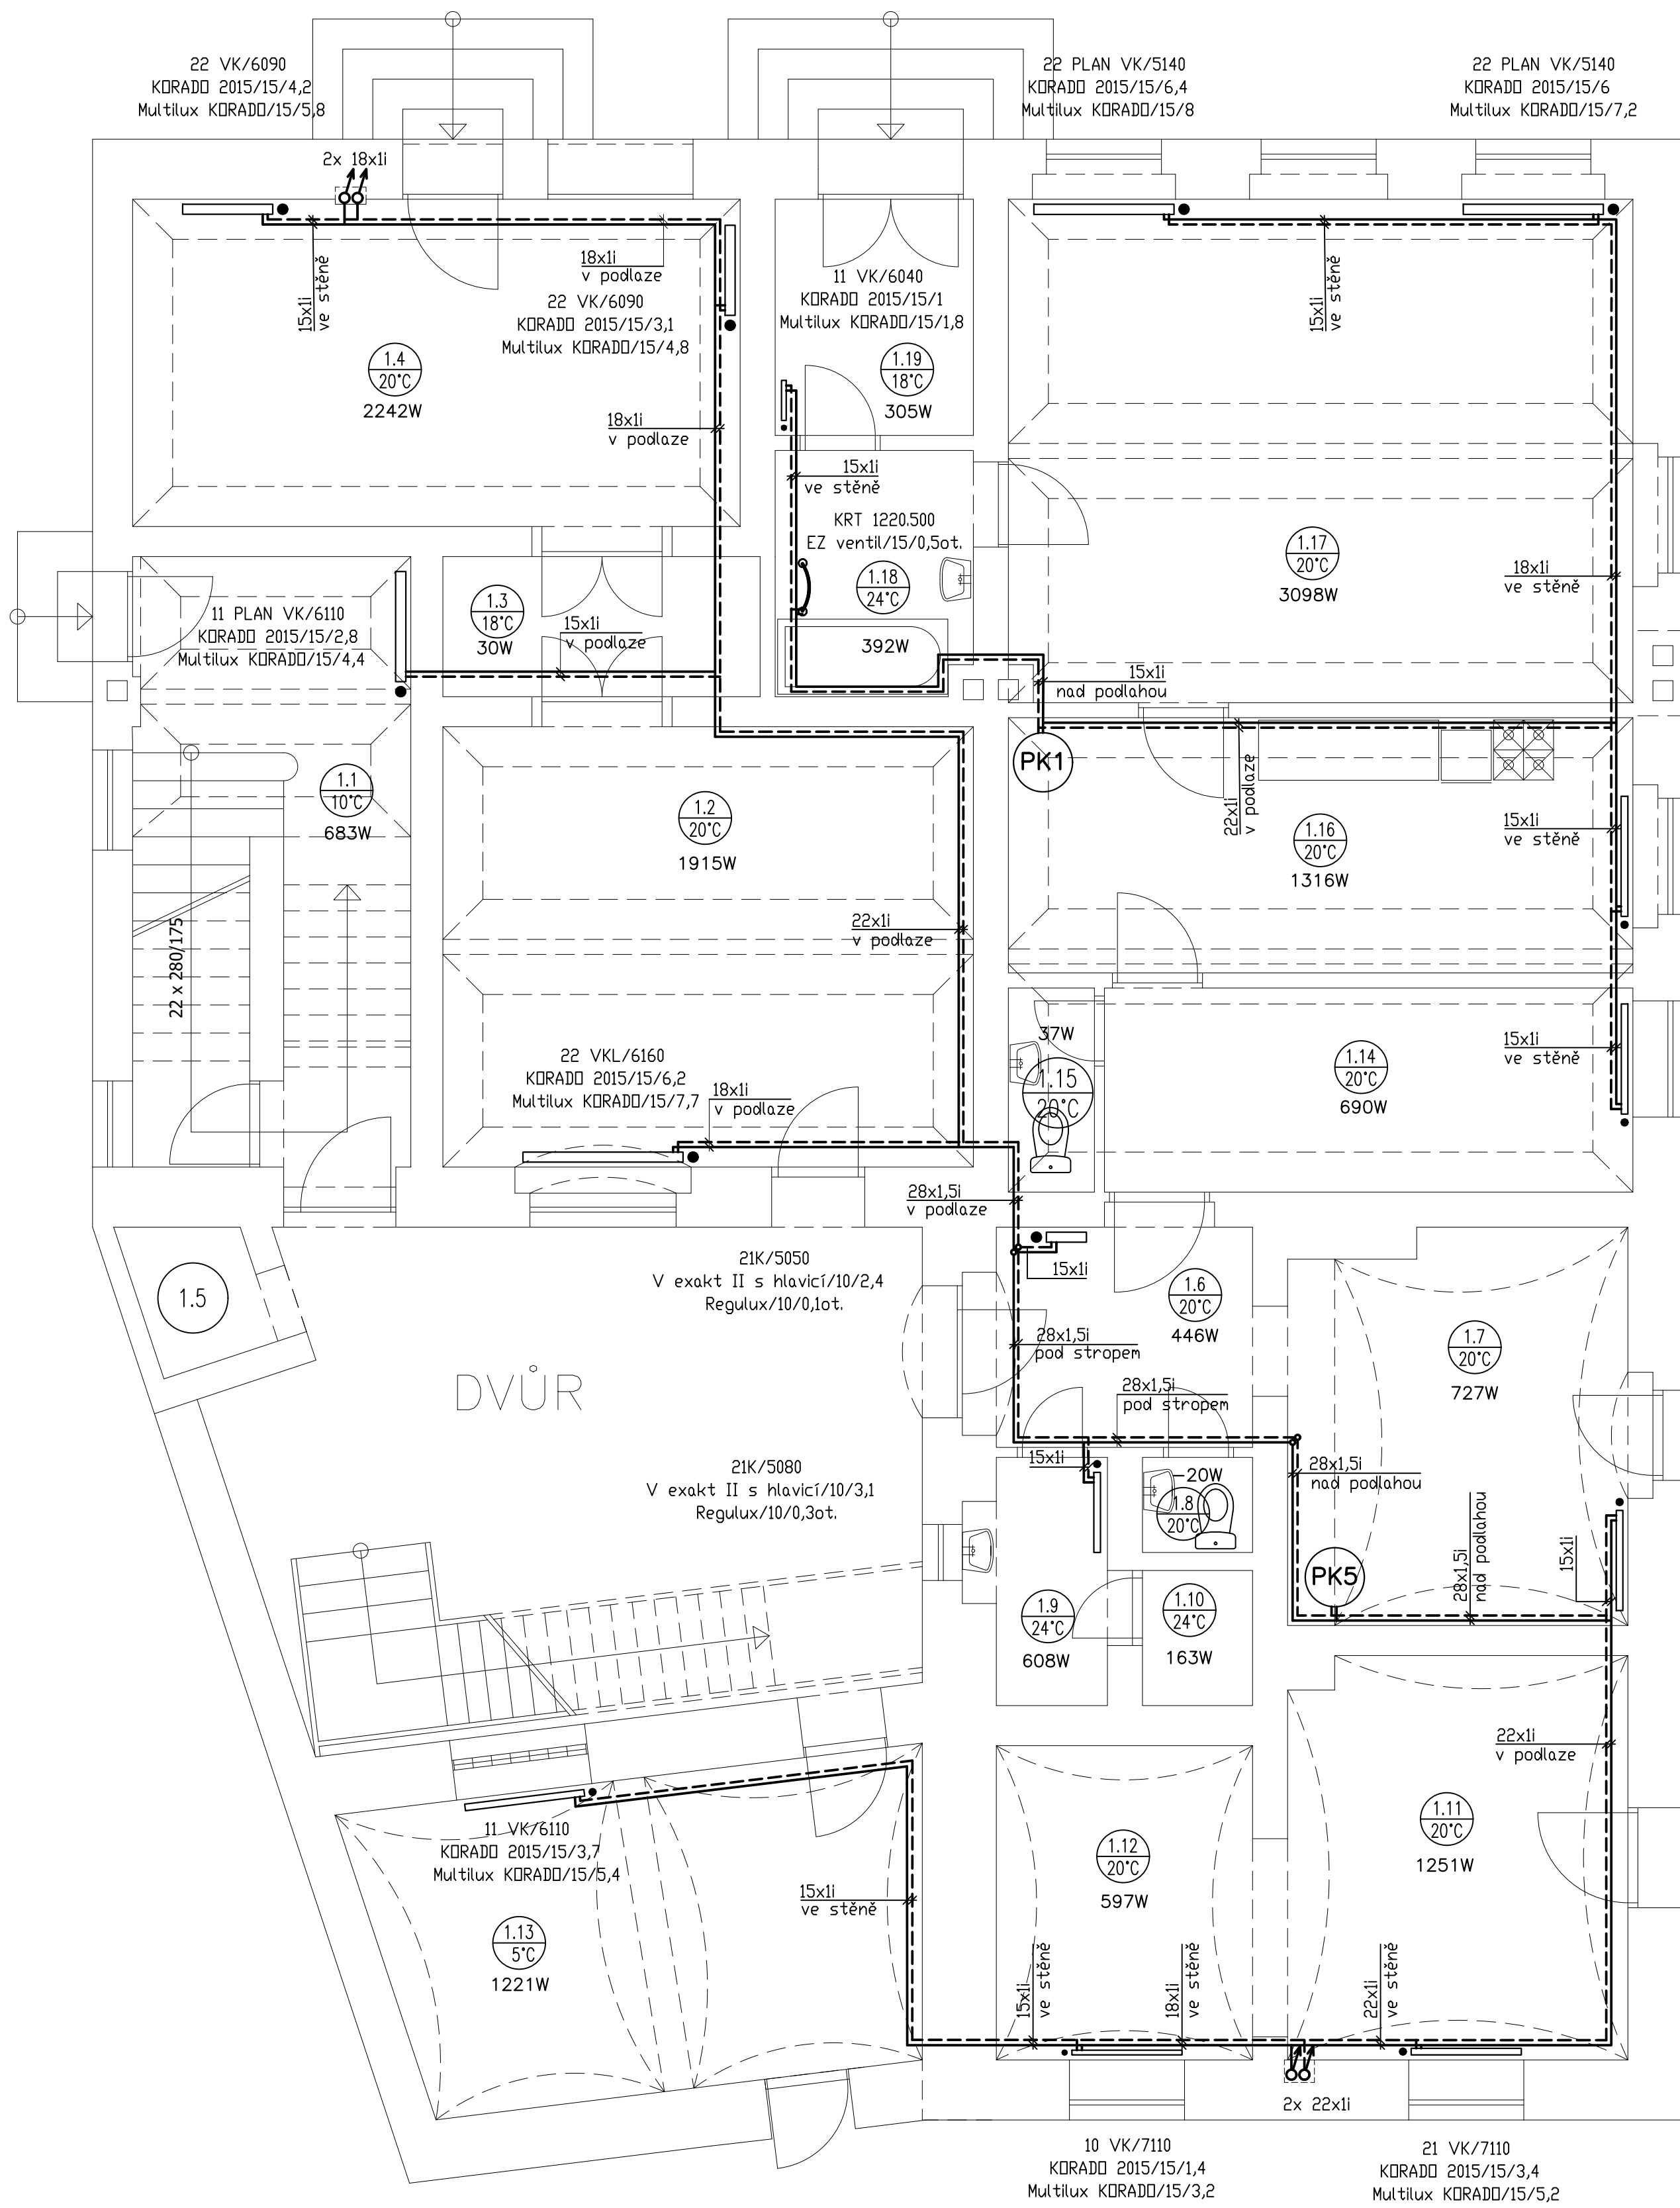 22 VK/6090
KORADO 2015/15/4,2
Multilux KORADO/15/5,8
22 PLAN VK/5140
KORADO 2015/15/6,4
Multilux KORADO/15/8
22 PLAN VK/5140
KORADO 2015/15/6
Multilux KORADO/15/7,2
2x 18x1i
15x1i
ve stěně
18x1i
v podlaze
22 VK/6090
KORADO 2015/15/3,1
Multilux KORADO/15/4,8
1.4
20°C
2242W
18x1i
v podlaze
11 VK/6040
KORADO 2015/15/1
Multilux KORADO/15/1,8
1.19
18°C
305W
15x1i
ve stěně
15x1i
ve stěně
KRT 1220.500
EZ ventil/15/0,5ot.
1.18
24°C
392W
1.17
20°C
3098W
18x1i
ve stěně
11 PLAN VK/6110
KORADO 2015/15/2,8
Multilux KORADO/15/4,4
1.3
18°C
30W
15x1i
v podlaze
15x1i
nad podlahou
PK1
22x1i
v podlaze
1.1
10°C
683W
1.2
20°C
1915W
1.16
20°C
1316W
15x1i
ve stěně
22x1i
v podlaze
22 x 280/175
22 VKL/6160
KORADO 2015/15/6,2
Multilux KORADO/15/7,7
18x1i
v podlaze
37W
1.15
20°C
1.14
20°C
690W
15x1i
ve stěně
28x1,5i
v podlaze
1.5
21K/5050
V exakt II s hlavicí/10/2,4
Regulux/10/0,1ot.
15x1i
1.6
20°C
446W
28x1,5i
pod stropem
1.7
20°C
727W
DVŮR
28x1,5i
pod stropem
21K/5080
V exakt II s hlavicí/10/3,1
Regulux/10/0,3ot.
15x1i
-20W
1.8
20°C
28x1,5i
nad podlahou
28x1,5i
nad podlahou
15x1i
PK5
1.9
24°C
608W
1.10
24°C
163W
22x1i
v podlaze
11 VK/6110
KORADO 2015/15/3,7
Multilux KORADO/15/5,4
1.12
20°C
597W
1.11
20°C
1251W
15x1i
ve stěně
1.13
5°C
1221W
15x1i
ve stěně
18x1i
ve stěně
22x1i
ve stěně
2x 22x1i
10 VK/7110
KORADO 2015/15/1,4
Multilux KORADO/15/3,2
21 VK/7110
KORADO 2015/15/3,4
Multilux KORADO/15/5,2